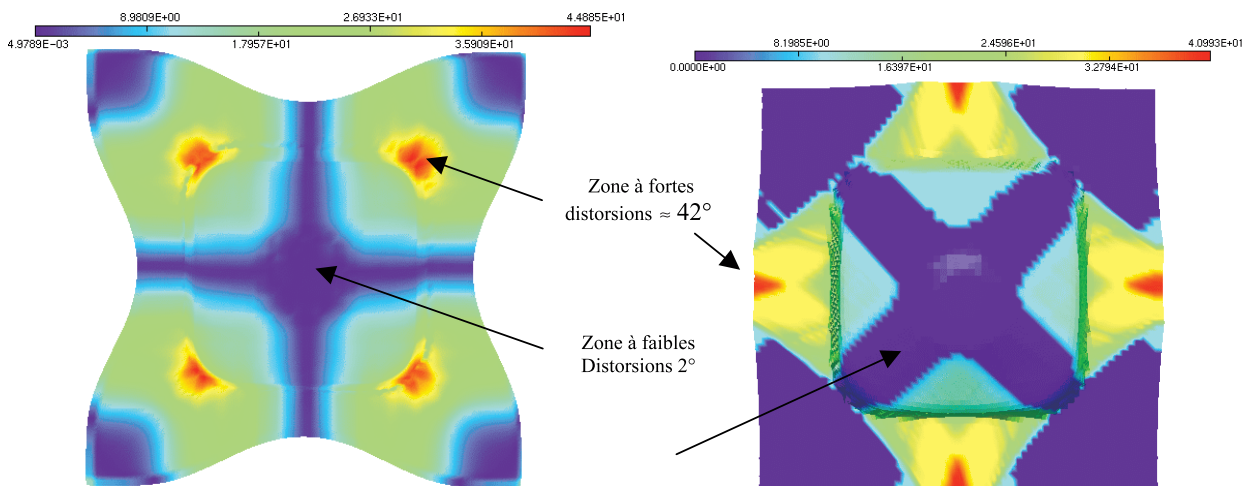 8.9809E+00 2.6933E+01 4.4885E+01
4.9789E−03 1.7957E+01 3.5909E+01
8.1985E+00 2.4596E+01 4.0993E+01
0.0000E+00 1.6397E+01 3.2794E+01
Zone à fortes
distorsions ≈ 42°
Zone à faibles
Distorsions 2°